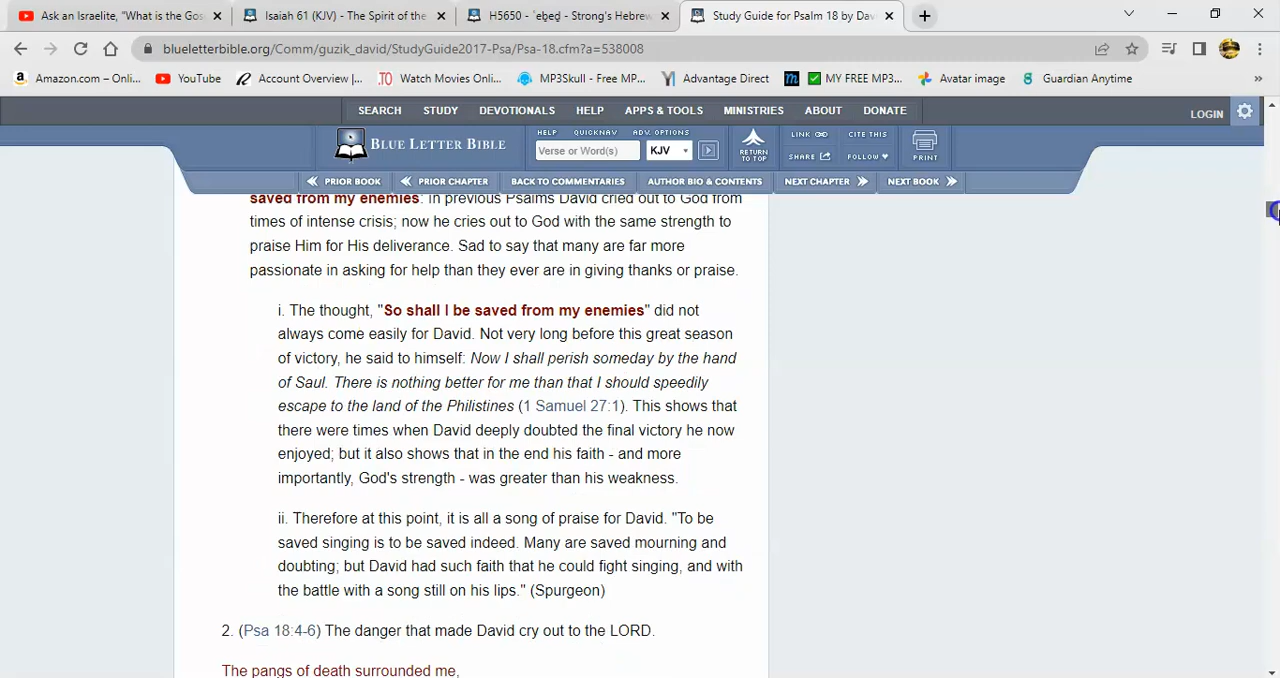 Ask an Israelite, "What is the Gos
Isaiah 61 (KJV) - The Spirit of the
H5650 - ʿeḇeḏ - Strong's Hebrew
Study Guide for Psalm 18 by Dav
blueletterbible.org/Comm/guzik_david/StudyGuide2017-Psa/Psa-18.cfm?a=538008
Amazon.com – Onli...
YouTube
Account Overview |...
TO Watch Movies Onl...
MP3Skull - Free MP...
Advantage Direct
MY FREE MP3...
Avatar image
Guardian Anytime
SEARCH STUDY DEVOTIONALS HELP APPS & TOOLS MINISTRIES ABOUT DONATE
LOGIN
BLUE LETTER BIBLE
HELP QUICKNAV ADV. OPTIONS
Verse or Word(s) KJV
RETURN TO TOP
LINK CITE THIS
SHARE FOLLOW
PRINT
PRIOR BOOK PRIOR CHAPTER BACK TO COMMENTARIES AUTHOR BIO & CONTENTS NEXT CHAPTER NEXT BOOK
saved from my enemies: In previous Psalms David cried out to God from
times of intense crisis; now he cries out to God with the same strength to
praise Him for His deliverance. Sad to say that many are far more
passionate in asking for help than they ever are in giving thanks or praise.
i. The thought, "So shall I be saved from my enemies" did not
always come easily for David. Not very long before this great season
of victory, he said to himself: Now I shall perish someday by the hand
of Saul. There is nothing better for me than that I should speedily
escape to the land of the Philistines (1 Samuel 27:1). This shows that
there were times when David deeply doubted the final victory he now
enjoyed; but it also shows that in the end his faith - and more
importantly, God's strength - was greater than his weakness.
ii. Therefore at this point, it is all a song of praise for David. "To be
saved singing is to be saved indeed. Many are saved mourning and
doubting; but David had such faith that he could fight singing, and with
the battle with a song still on his lips." (Spurgeon)
2. (Psa 18:4-6) The danger that made David cry out to the LORD.
The pangs of death surrounded me,